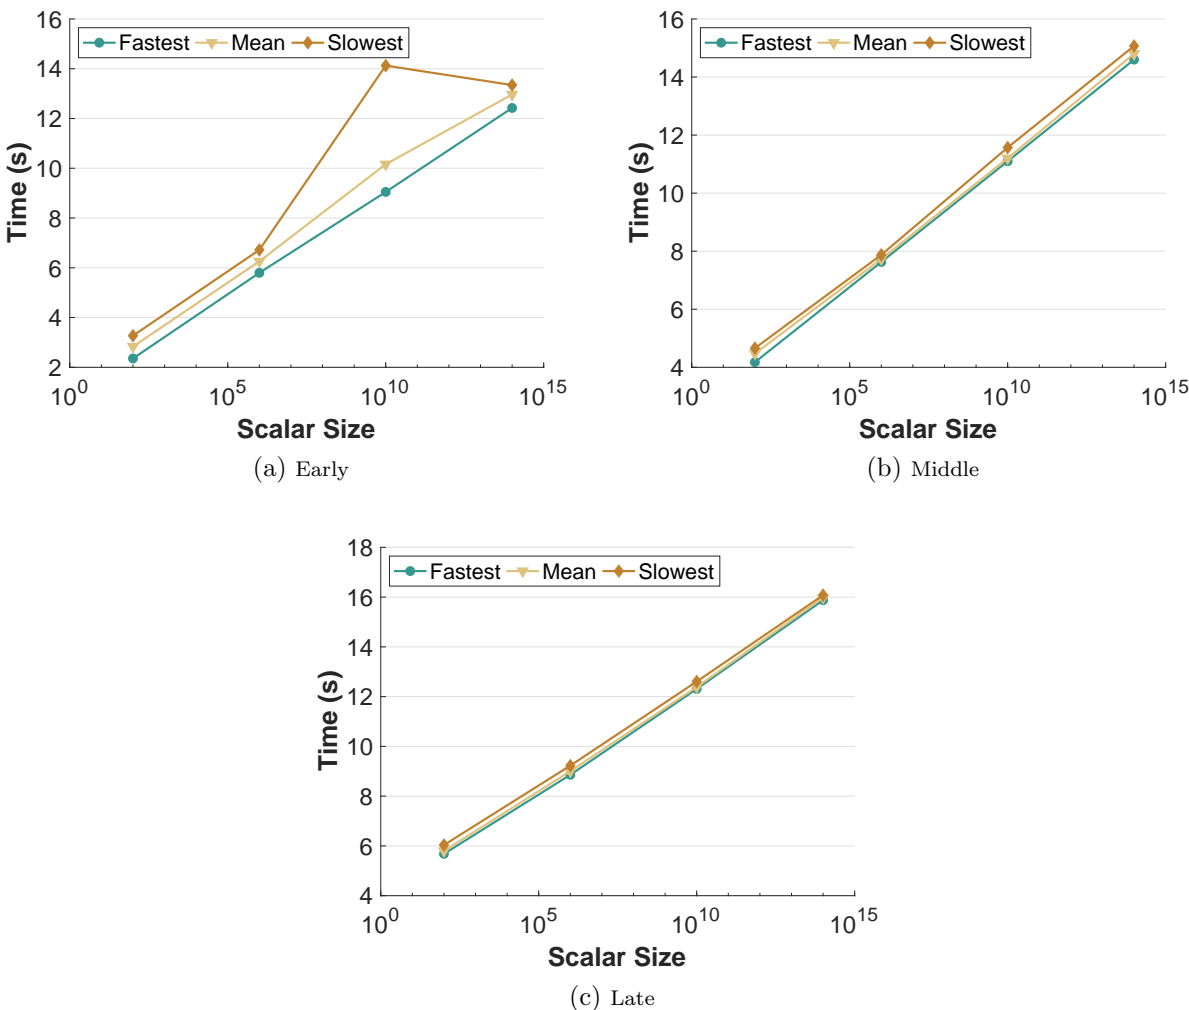 16
14
12
10
8
6
4
2
Time (s)
Fastest Mean Slowest
10^0 10^5 10^10 10^15
Scalar Size
(a) Early
16
14
12
10
8
6
4
Time (s)
Fastest Mean Slowest
10^0 10^5 10^10 10^15
Scalar Size
(b) Middle
18
16
14
12
10
8
6
4
Time (s)
Fastest Mean Slowest
10^0 10^5 10^10 10^15
Scalar Size
(c) Late